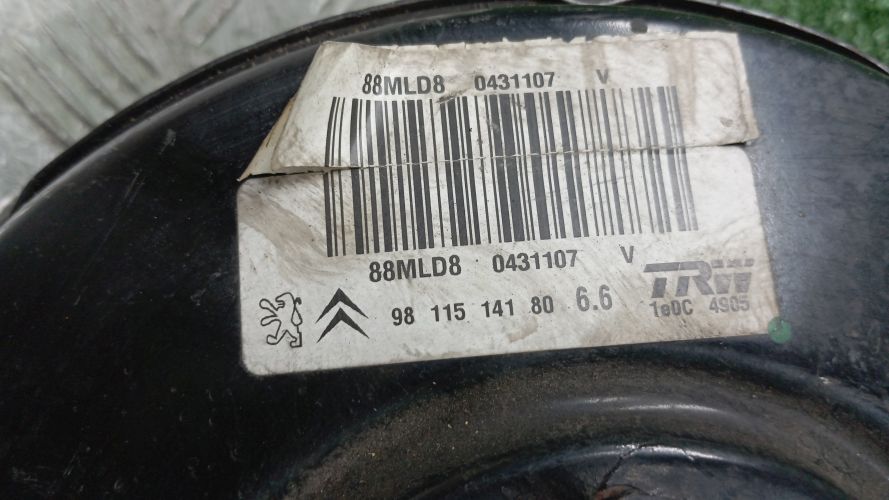 88MLD8 0431107 V
88MLD8 0431107 V
TRW
98 115 141 80 6.6 1e0C 4905